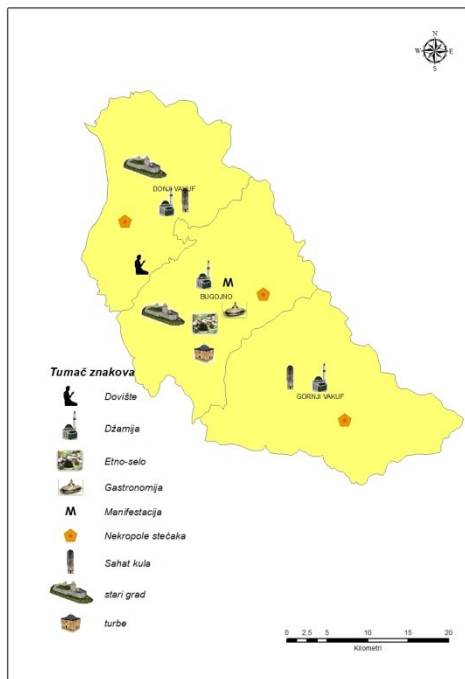 N
W E
S
DONJI VAKUF
M
BUGOJNO
GORNJI VAKUF
Tumač znakova
Dovište
Džamija
Etno-selo
Gastronomija
M Manifestacija
Nekropole stećaka
Sahat kula
stari grad
turbe
0 2,5 5 10 15 20
Kilometri